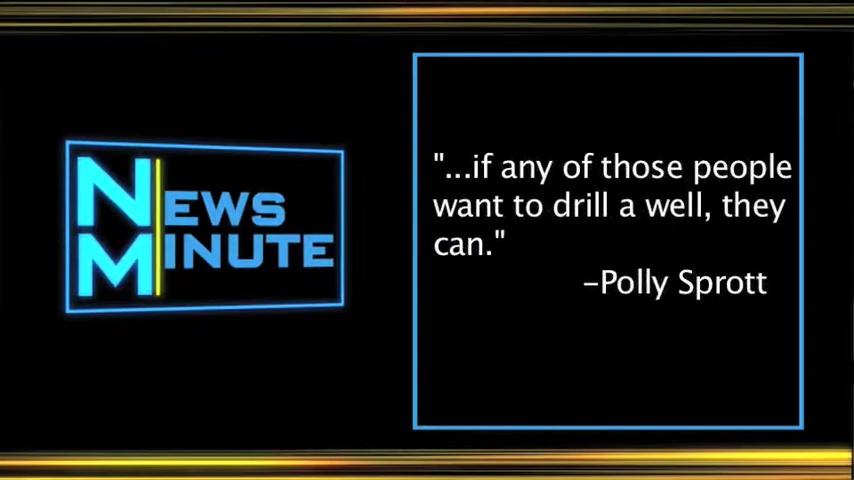 NEWS
MINUTE
"...if any of those people
want to drill a well, they
can."
–Polly Sprott